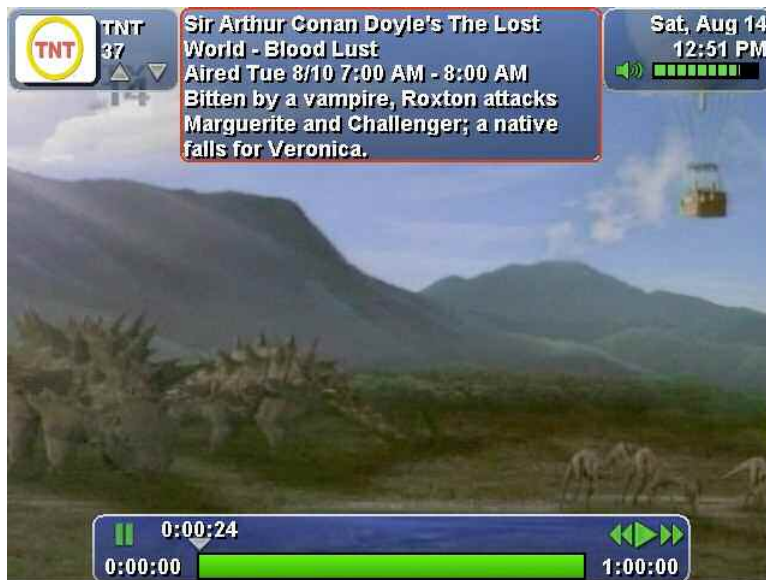 TNT
TNT
37
14
Sir Arthur Conan Doyle's The Lost
World - Blood Lust
Aired Tue 8/10 7:00 AM - 8:00 AM
Bitten by a vampire, Roxton attacks
Marguerite and Challenger; a native
falls for Veronica.
Sat, Aug 14
12:51 PM
0:00:24
0:00:00
1:00:00